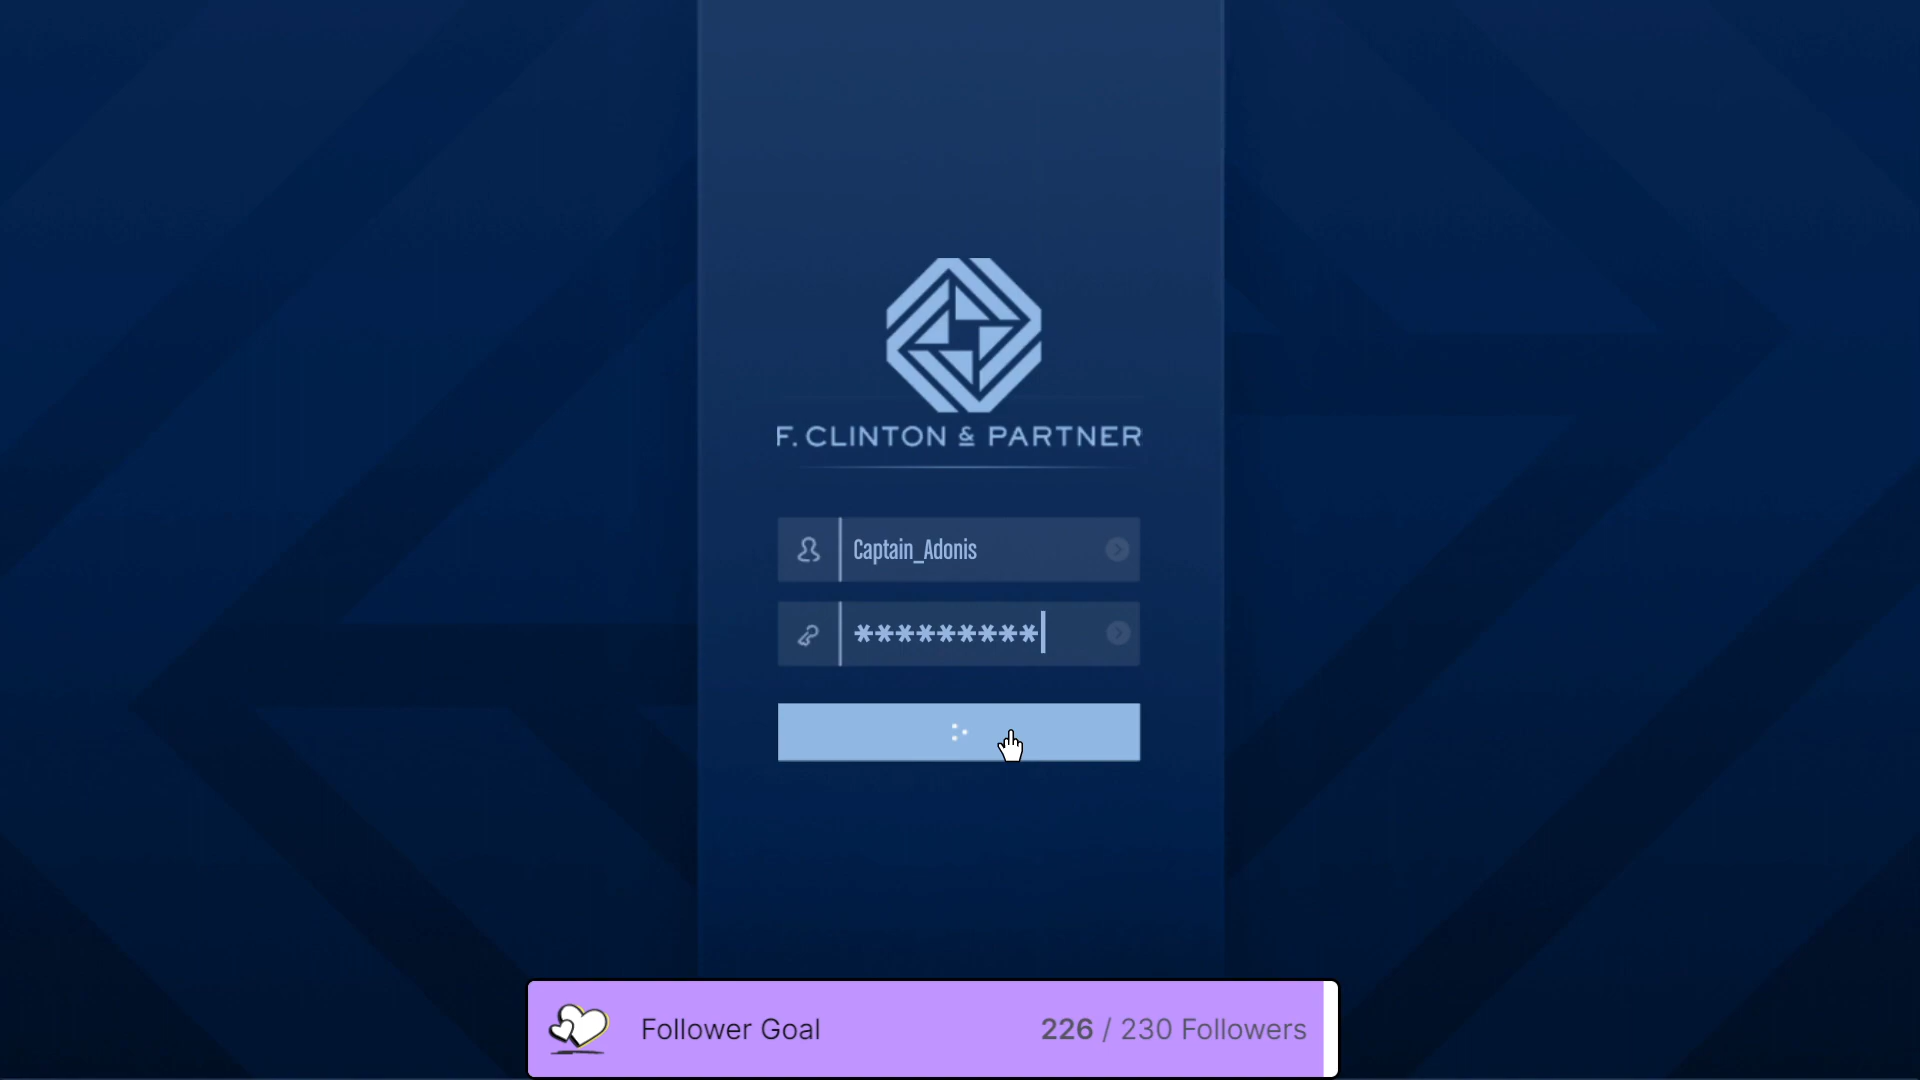 F. CLINTON & PARTNER
Captain_Adonis
*********
Follower Goal
226 / 230 Followers